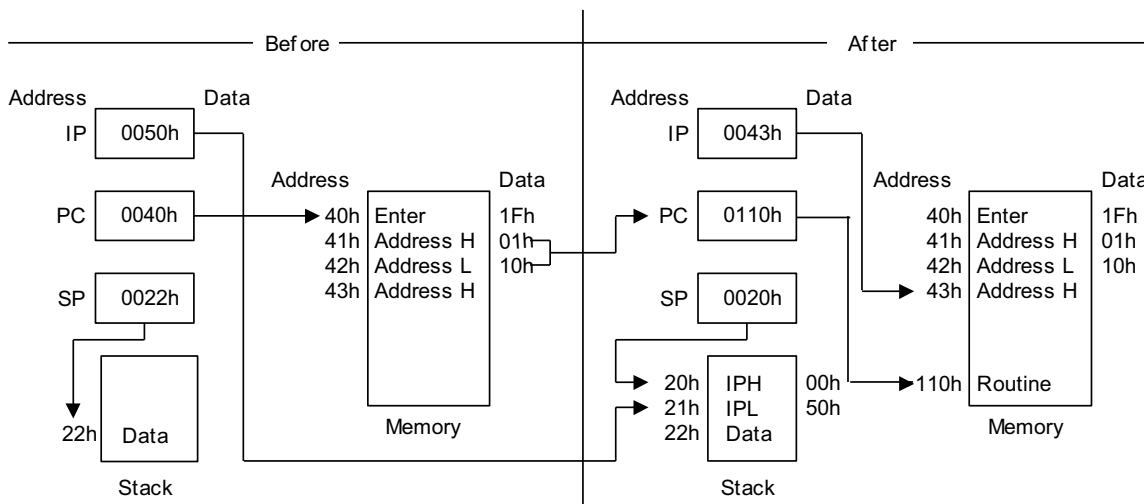 Before
After
Address
Data
IP
0050h
PC
0040h
SP
0022h
22h
Data
Stack
Address
Data
40h Enter 1Fh
41h Address H 01h
42h Address L 10h
43h Address H
Memory
Address
Data
IP
0043h
PC
0110h
SP
0020h
20h IPH 00h
21h IPL 50h
22h Data
Stack
Address
Data
40h Enter 1Fh
41h Address H 01h
42h Address L 10h
43h Address H
110h Routine
Memory